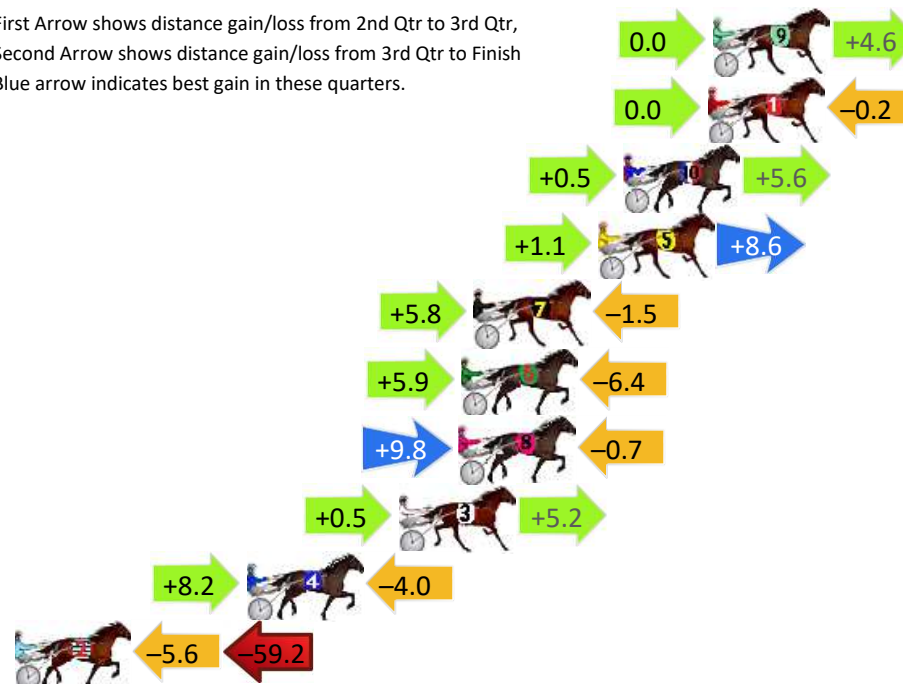 irst Arrow shows distance gain/loss from 2nd Qtr to 3rd Qtr,
econd Arrow shows distance gain/loss from 3rd Qtr to Finish
Blue arrow indicates best gain in these quarters.
0.0 9 +4.6
0.0 1 –0.2
+0.5 10 +5.6
+1.1 5 +8.6
+5.8 7 –1.5
+5.9 6 –6.4
+9.8 8 –0.7
+0.5 3 +5.2
+8.2 4 –4.0
2 –5.6 –59.2